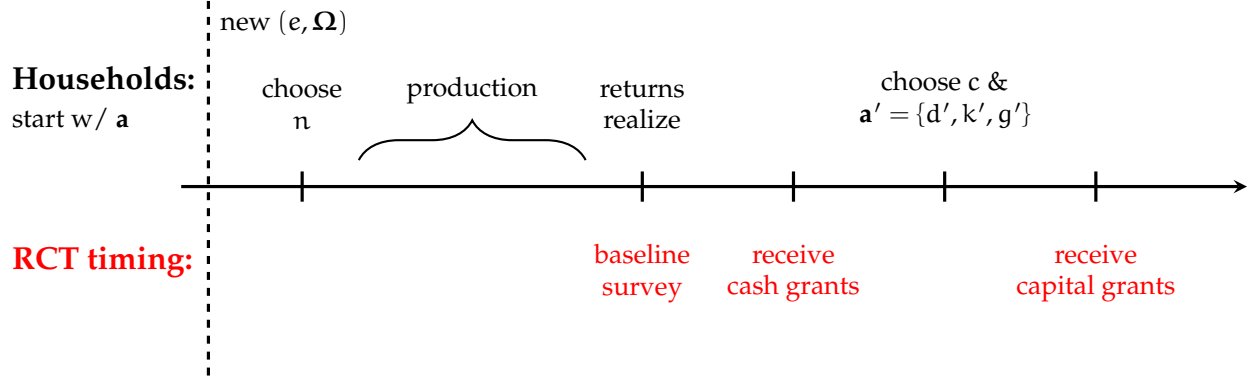 new (e, Ω)
Households:
start w/ a
choose
n
production
returns
realize
choose c &
a′ = {d′, k′, g′}
RCT timing:
baseline
survey
receive
cash grants
receive
capital grants